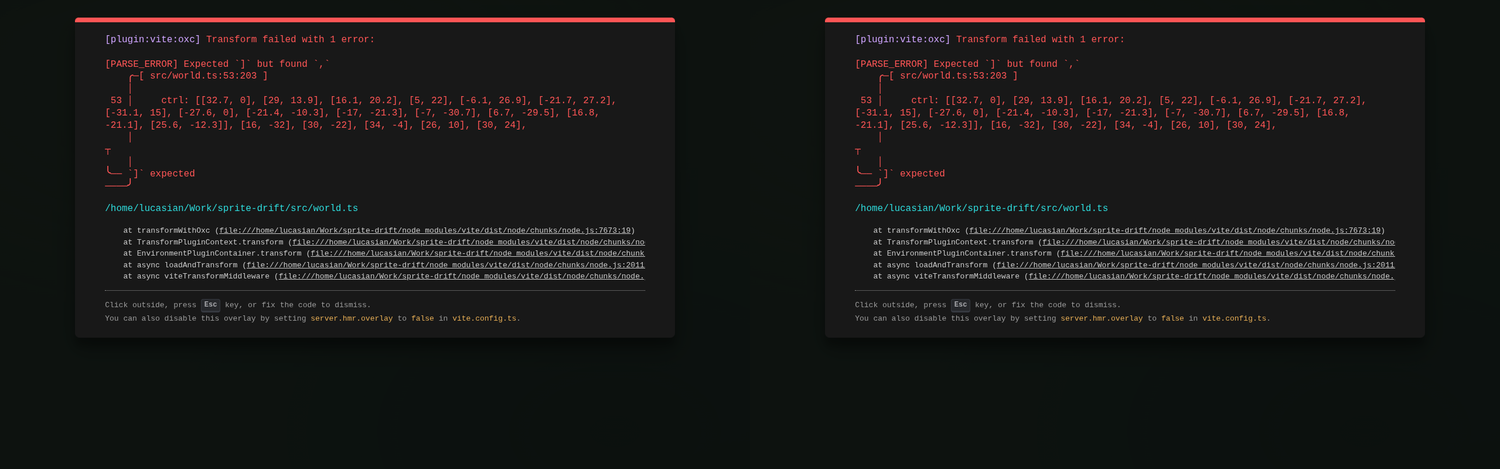 [plugin:vite:oxc] Transform failed with 1 error:
[PARSE_ERROR] Expected `]` but found `,`
╭─[ src/world.ts:53:203 ]
│
53 │     ctrl: [[32.7, 0], [29, 13.9], [16.1, 20.2], [5, 22], [-6.1, 26.9], [-21.7, 27.2],
[-31.1, 15], [-27.6, 0], [-21.4, -10.3], [-17, -21.3], [-7, -30.7], [6.7, -29.5], [16.8,
-21.1], [25.6, -12.3]], [16, -32], [30, -22], [34, -4], [26, 10], [30, 24],
│
┬
│
╰── `]` expected
────╯
/home/lucasian/Work/sprite-drift/src/world.ts
at transformWithOxc (file:///home/lucasian/Work/sprite-drift/node_modules/vite/dist/node/chunks/node.js:7673:19)
at TransformPluginContext.transform (file:///home/lucasian/Work/sprite-drift/node_modules/vite/dist/node/chunks/no
at EnvironmentPluginContainer.transform (file:///home/lucasian/Work/sprite-drift/node_modules/vite/dist/node/chunk
at async loadAndTransform (file:///home/lucasian/Work/sprite-drift/node_modules/vite/dist/node/chunks/node.js:2011
at async viteTransformMiddleware (file:///home/lucasian/Work/sprite-drift/node_modules/vite/dist/node/chunks/node.
Click outside, press Esc key, or fix the code to dismiss.
You can also disable this overlay by setting server.hmr.overlay to false in vite.config.ts.
[plugin:vite:oxc] Transform failed with 1 error:
[PARSE_ERROR] Expected `]` but found `,`
╭─[ src/world.ts:53:203 ]
│
53 │     ctrl: [[32.7, 0], [29, 13.9], [16.1, 20.2], [5, 22], [-6.1, 26.9], [-21.7, 27.2],
[-31.1, 15], [-27.6, 0], [-21.4, -10.3], [-17, -21.3], [-7, -30.7], [6.7, -29.5], [16.8,
-21.1], [25.6, -12.3]], [16, -32], [30, -22], [34, -4], [26, 10], [30, 24],
│
┬
│
╰── `]` expected
────╯
/home/lucasian/Work/sprite-drift/src/world.ts
at transformWithOxc (file:///home/lucasian/Work/sprite-drift/node_modules/vite/dist/node/chunks/node.js:7673:19)
at TransformPluginContext.transform (file:///home/lucasian/Work/sprite-drift/node_modules/vite/dist/node/chunks/no
at EnvironmentPluginContainer.transform (file:///home/lucasian/Work/sprite-drift/node_modules/vite/dist/node/chunk
at async loadAndTransform (file:///home/lucasian/Work/sprite-drift/node_modules/vite/dist/node/chunks/node.js:2011
at async viteTransformMiddleware (file:///home/lucasian/Work/sprite-drift/node_modules/vite/dist/node/chunks/node.
Click outside, press Esc key, or fix the code to dismiss.
You can also disable this overlay by setting server.hmr.overlay to false in vite.config.ts.